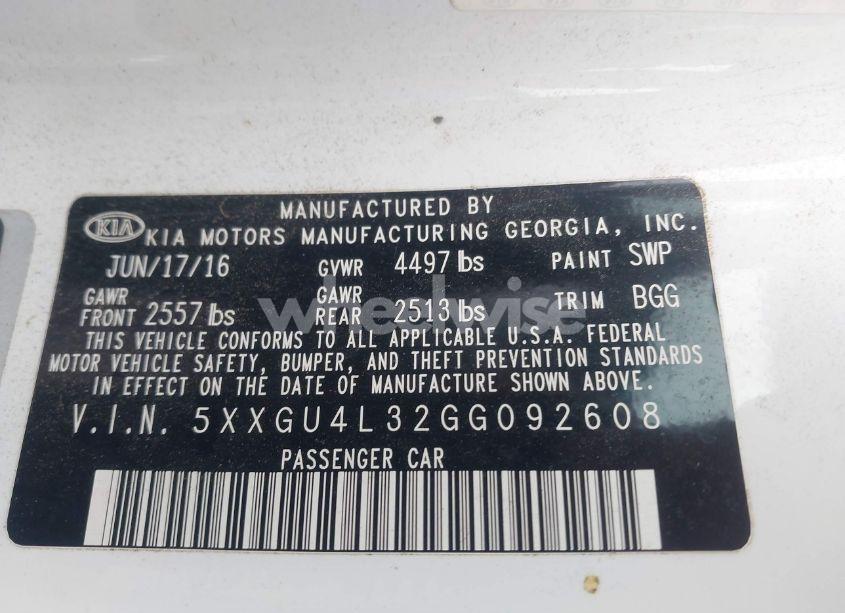 MANUFACTURED BY
KIA KIA MOTORS MANUFACTURING GEORGIA, INC.
JUN/17/16 GVWR 4497 lbs PAINT SWP
GAWR FRONT 2557 lbs GAWR REAR 2513 lbs TRIM BGG
THIS VEHICLE CONFORMS TO ALL APPLICABLE U.S.A. FEDERAL
MOTOR VEHICLE SAFETY, BUMPER, AND THEFT PREVENTION STANDARDS
IN EFFECT ON THE DATE OF MANUFACTURE SHOWN ABOVE.
V.I.N. 5XXGU4L32GG092608
PASSENGER CAR
wheelwise